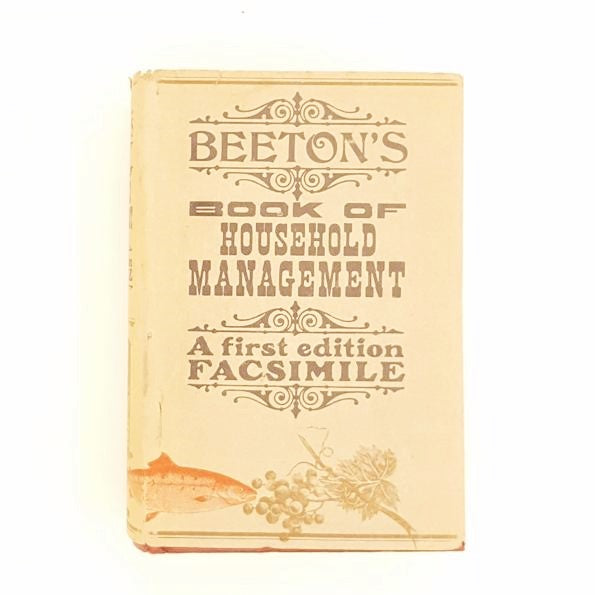 BEETON'S
BOOK OF
HOUSEHOLD
MANAGEMENT
A first edition
FACSIMILE